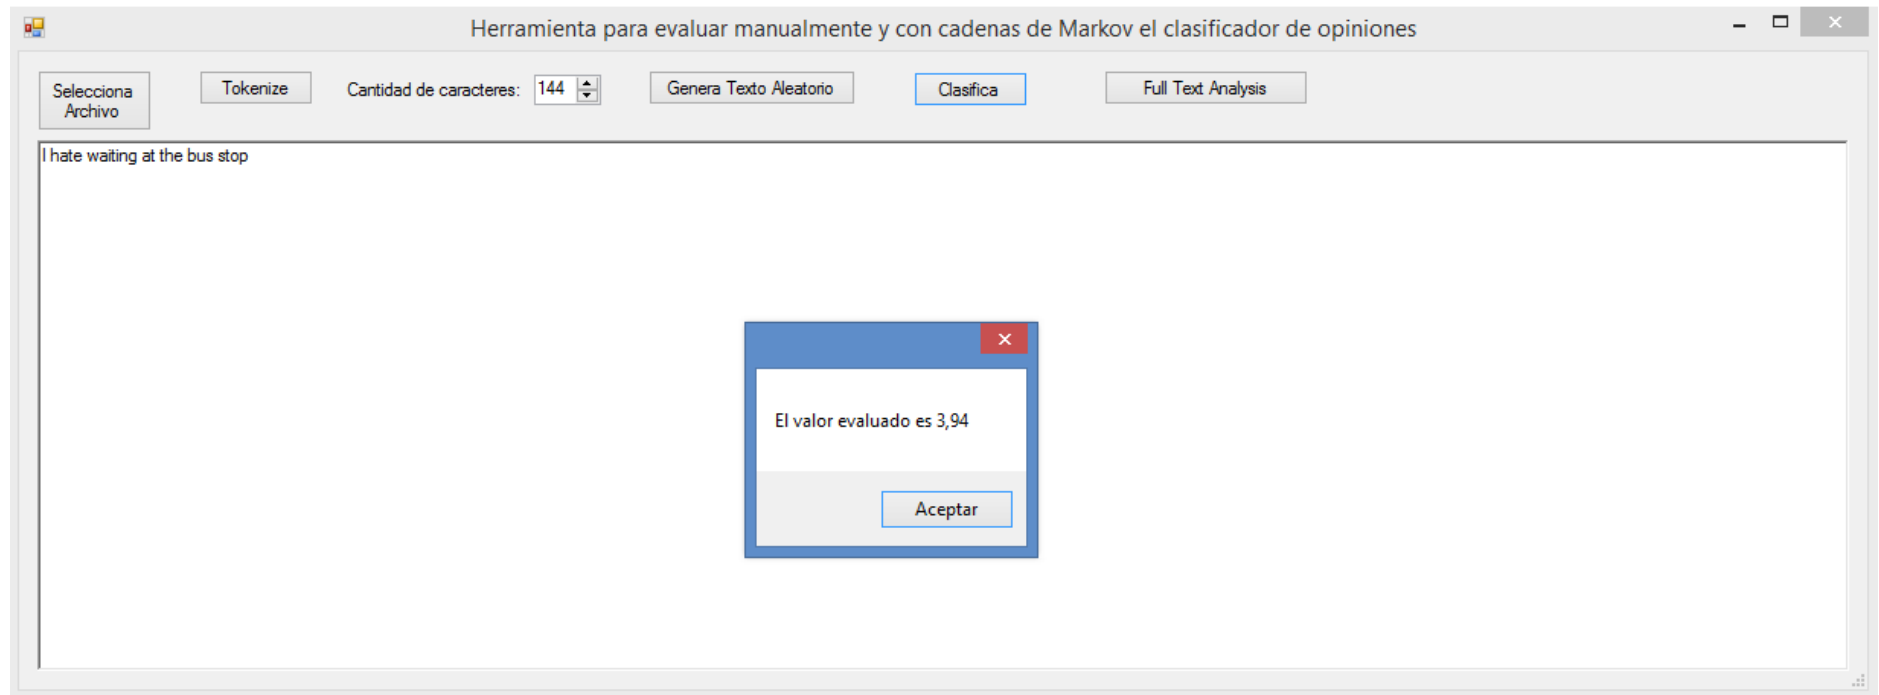 Herramienta para evaluar manualmente y con cadenas de Markov el clasificador de opiniones
Selecciona
Archivo
Tokenize
Cantidad de caracteres:
144
Genera Texto Aleatorio
Clasifica
Full Text Analysis
I hate waiting at the bus stop
El valor evaluado es 3,94
Aceptar